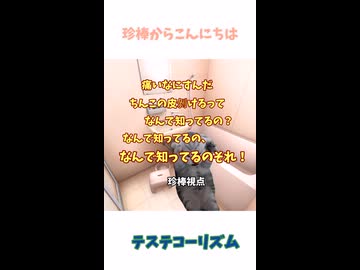 珍棒からこんにちは
痛いなにすんだ
ちんこの皮剥けるって
なんで知ってるの？
なんで知ってるの、
なんで知ってるのそれ！
珍棒視点
テステコーリズム